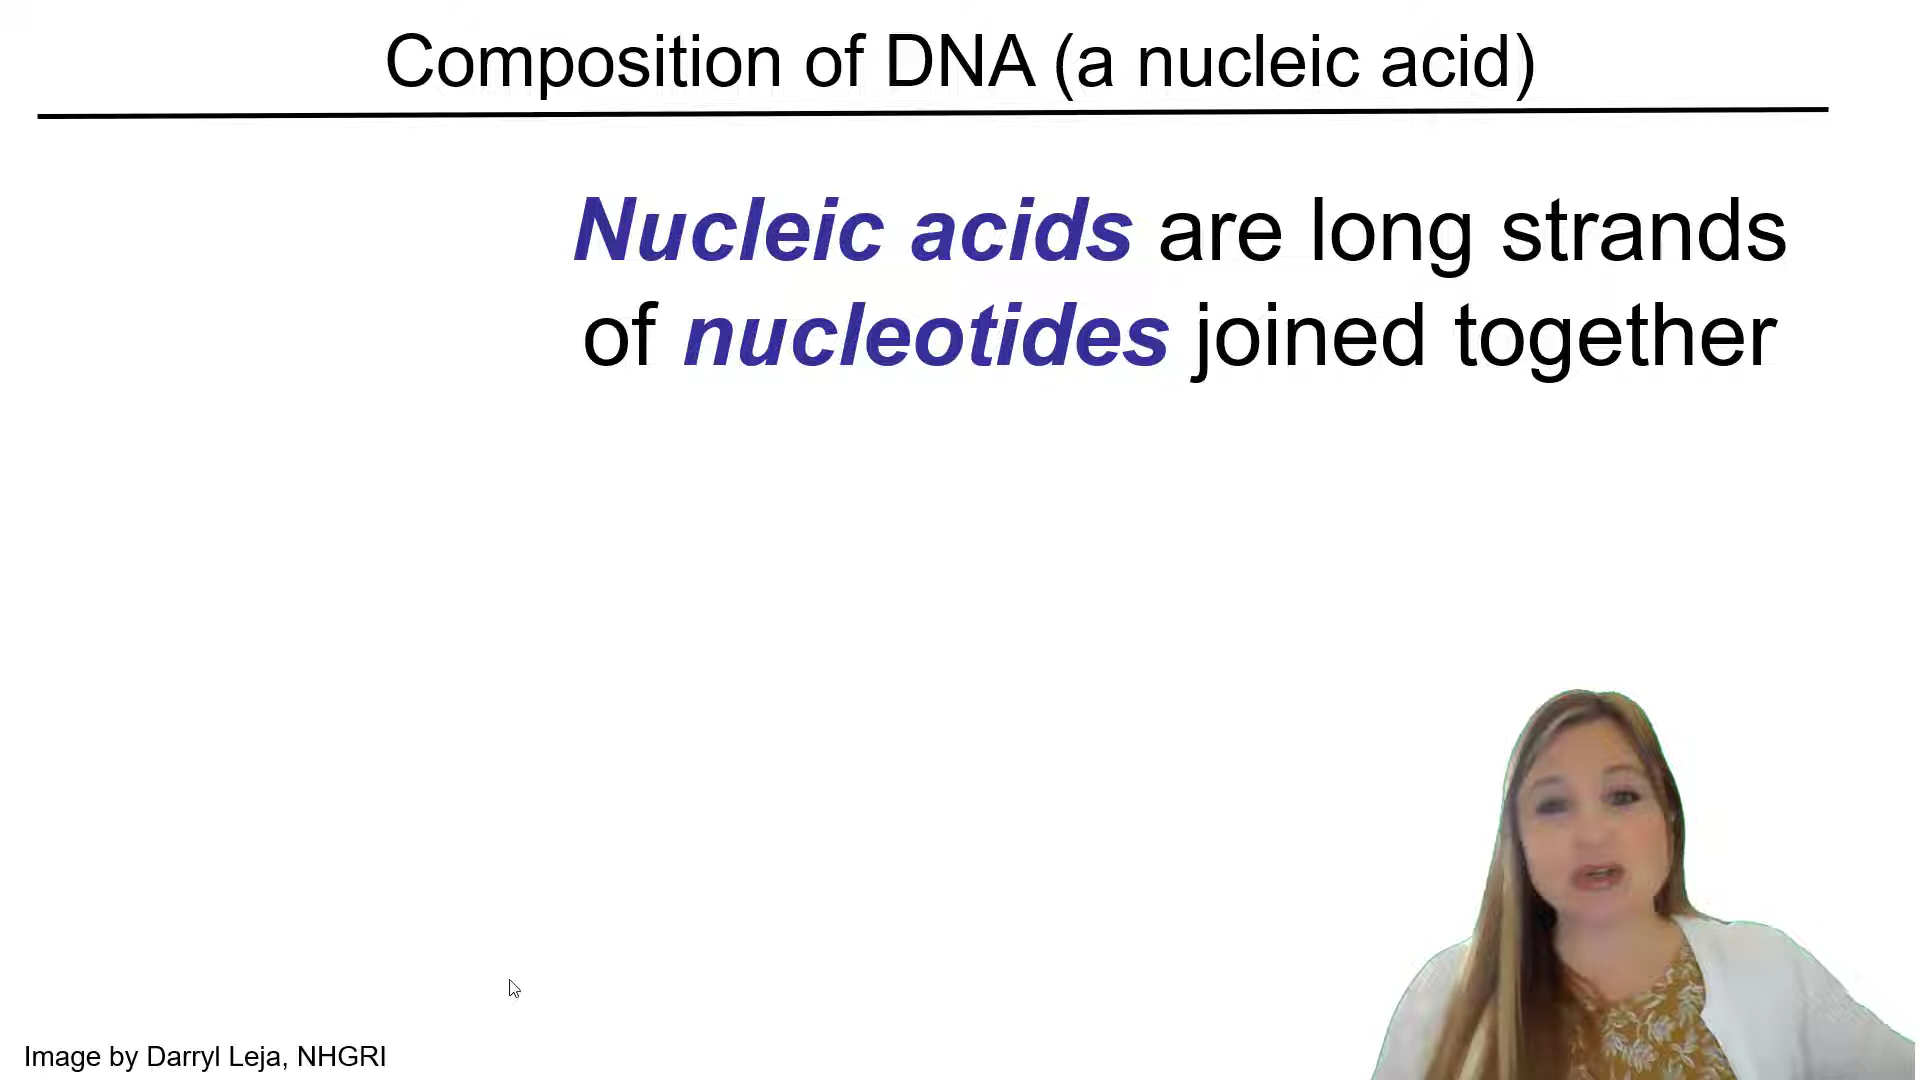 Composition of DNA (a nucleic acid)
Nucleic acids are long strands
of nucleotides joined together
Image by Darryl Leja, NHGRI